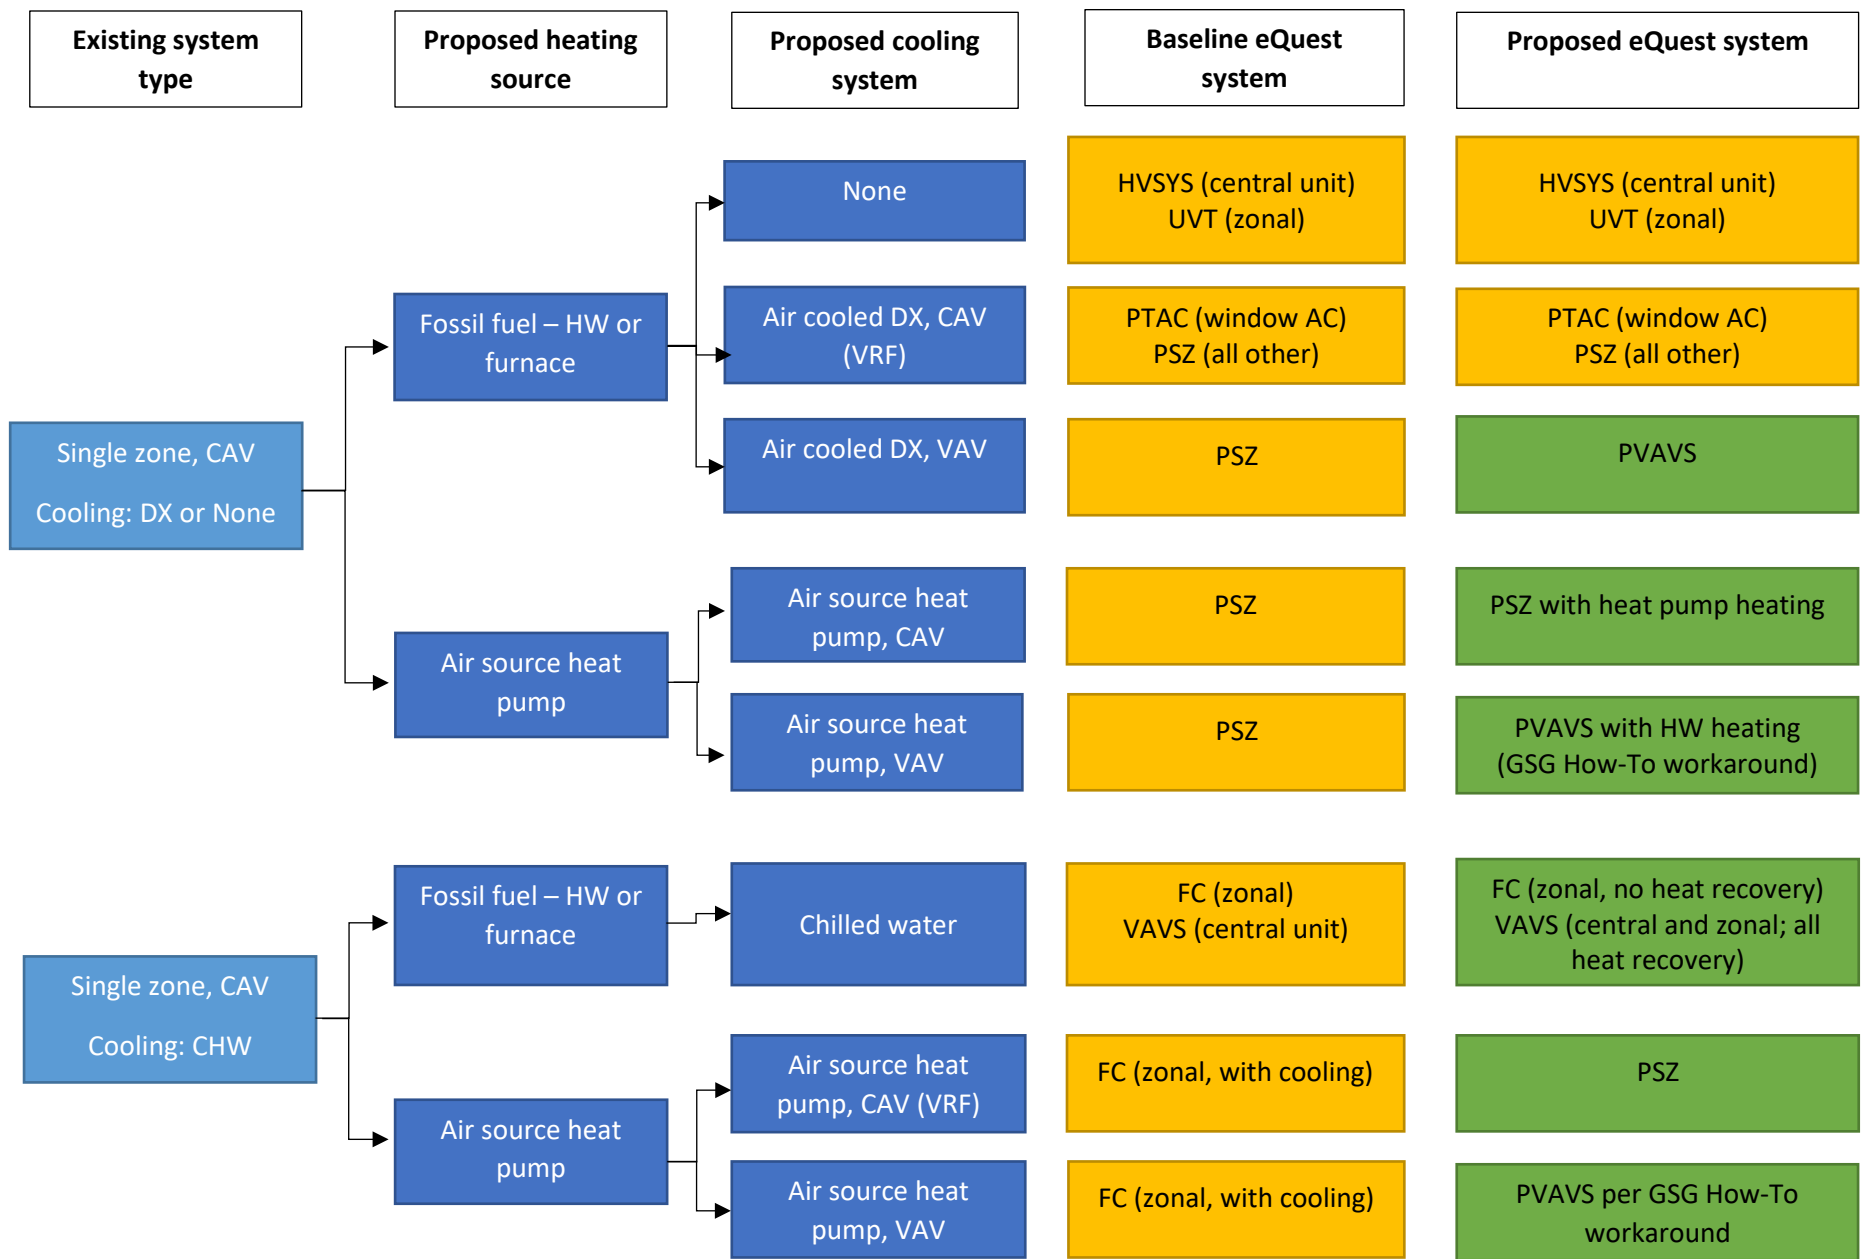 Existing system
type
Proposed heating
source
Proposed cooling
system
Baseline eQuest
system
Proposed eQuest system
None
HVSYS (central unit)
UVT (zonal)
HVSYS (central unit)
UVT (zonal)
Fossil fuel – HW or
furnace
Air cooled DX, CAV
(VRF)
PTAC (window AC)
PSZ (all other)
PTAC (window AC)
PSZ (all other)
Single zone, CAV
Cooling: DX or None
Air cooled DX, VAV
PSZ
PVAVS
Air source heat
pump
Air source heat
pump, CAV
PSZ
PSZ with heat pump heating
Air source heat
pump, VAV
PSZ
PVAVS with HW heating
(GSG How-To workaround)
Single zone, CAV
Cooling: CHW
Fossil fuel – HW or
furnace
Chilled water
FC (zonal)
VAVS (central unit)
FC (zonal, no heat recovery)
VAVS (central and zonal; all
heat recovery)
Air source heat
pump
Air source heat
pump, CAV (VRF)
FC (zonal, with cooling)
PSZ
Air source heat
pump, VAV
FC (zonal, with cooling)
PVAVS per GSG How-To
workaround